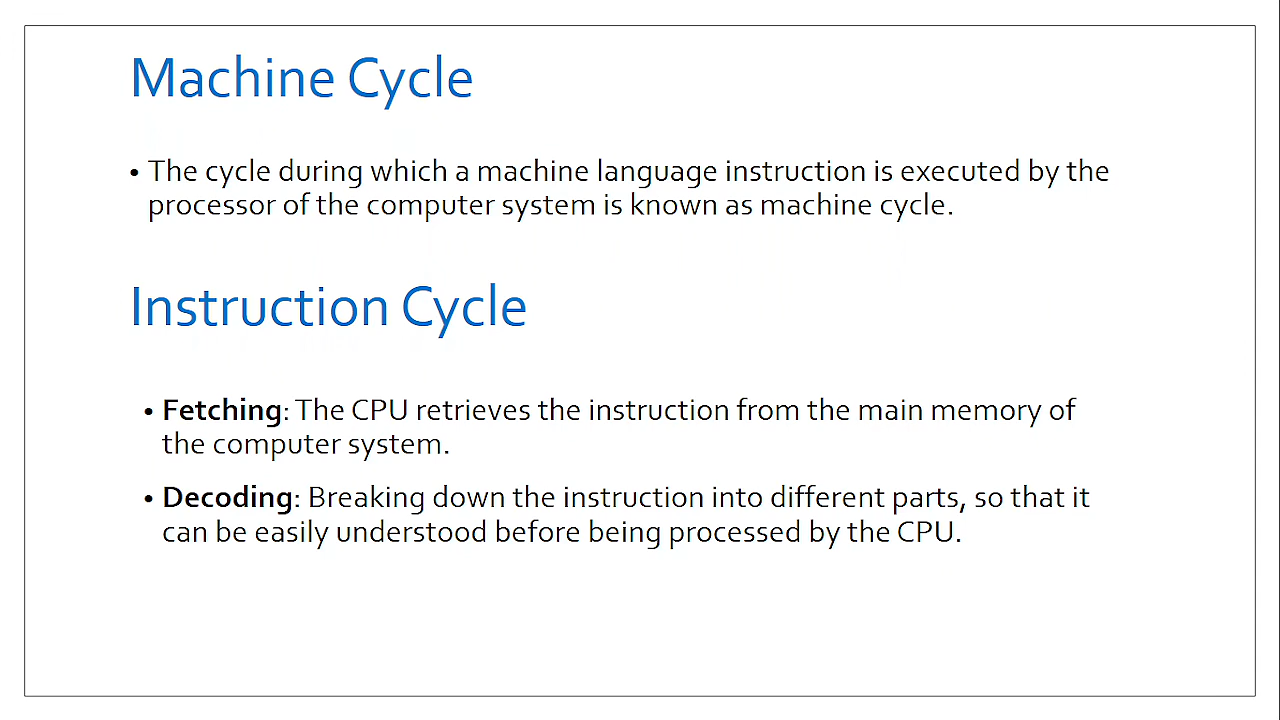 Machine Cycle
• The cycle during which a machine language instruction is executed by the
processor of the computer system is known as machine cycle.
Instruction Cycle
• Fetching: The CPU retrieves the instruction from the main memory of
the computer system.
• Decoding: Breaking down the instruction into different parts, so that it
can be easily understood before being processed by the CPU.